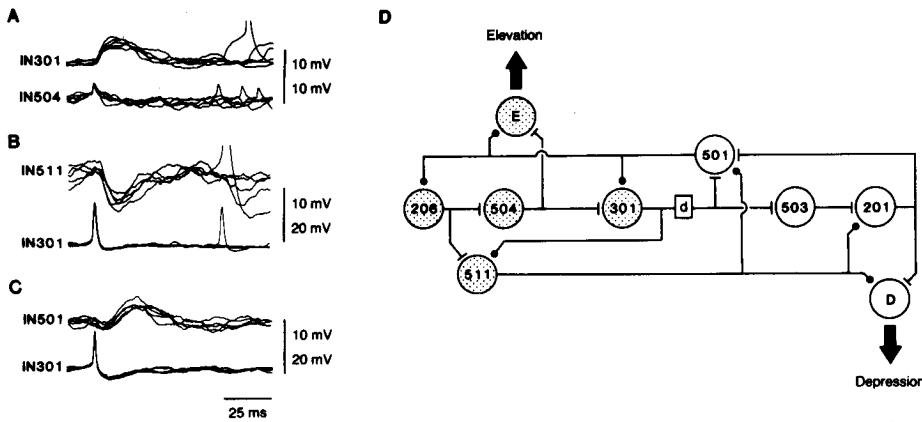 A
IN301
10 mV
IN504
10 mV
B
IN511
10 mV
IN301
20 mV
C
IN501
10 mV
IN301
20 mV
25 ms
D
Elevation
E
501
206
504
301
d
503
201
511
D
Depression